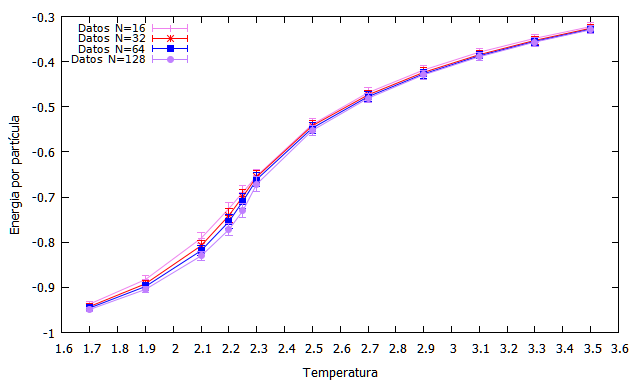 -0.3
-0.4
-0.5
-0.6
-0.7
-0.8
-0.9
-1
Energia por partícula
Datos N=16
Datos N=32
Datos N=64
Datos N=128
1.6 1.7 1.8 1.9 2 2.1 2.2 2.3 2.4 2.5 2.6 2.7 2.8 2.9 3 3.1 3.2 3.3 3.4 3.5 3.6
Temperatura